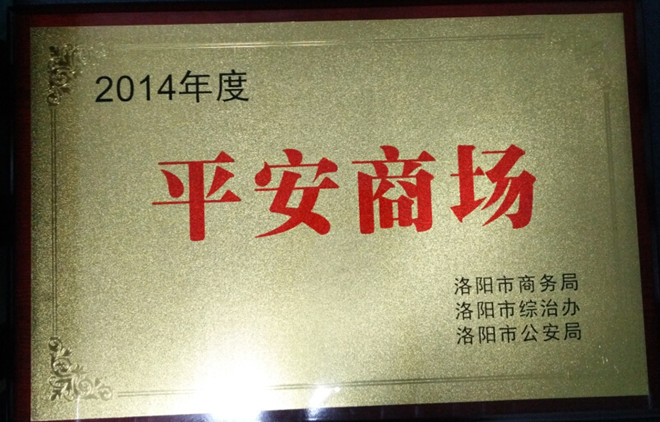 2014年度
平安商场
洛阳市商务局
洛阳市综治办
洛阳市公安局